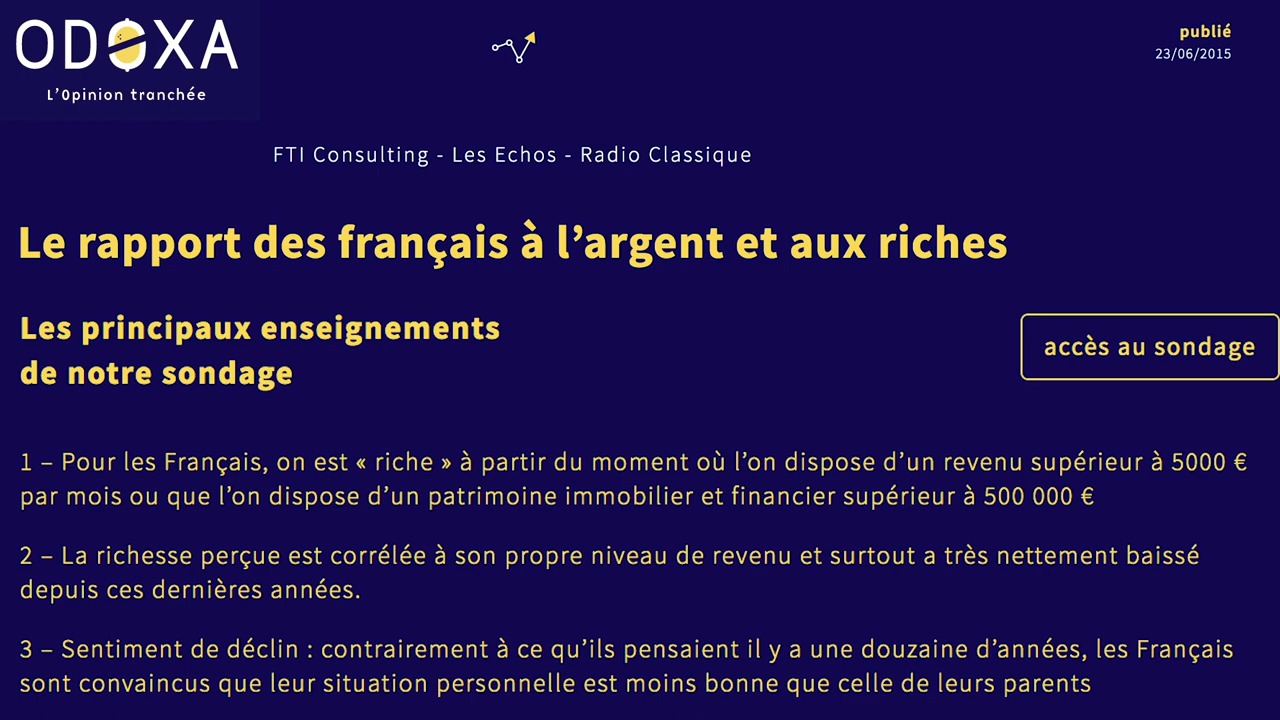 ODOXA
L'Opinion tranchée
publié
23/06/2015
FTI Consulting - Les Echos - Radio Classique
Le rapport des français à l’argent et aux riches
Les principaux enseignements
de notre sondage
accès au sondage
1 – Pour les Français, on est « riche » à partir du moment où l’on dispose d’un revenu supérieur à 5000 €
par mois ou que l’on dispose d’un patrimoine immobilier et financier supérieur à 500 000 €
2 – La richesse perçue est corrélée à son propre niveau de revenu et surtout a très nettement baissé
depuis ces dernières années.
3 – Sentiment de déclin : contrairement à ce qu’ils pensaient il y a une douzaine d’années, les Français
sont convaincus que leur situation personnelle est moins bonne que celle de leurs parents